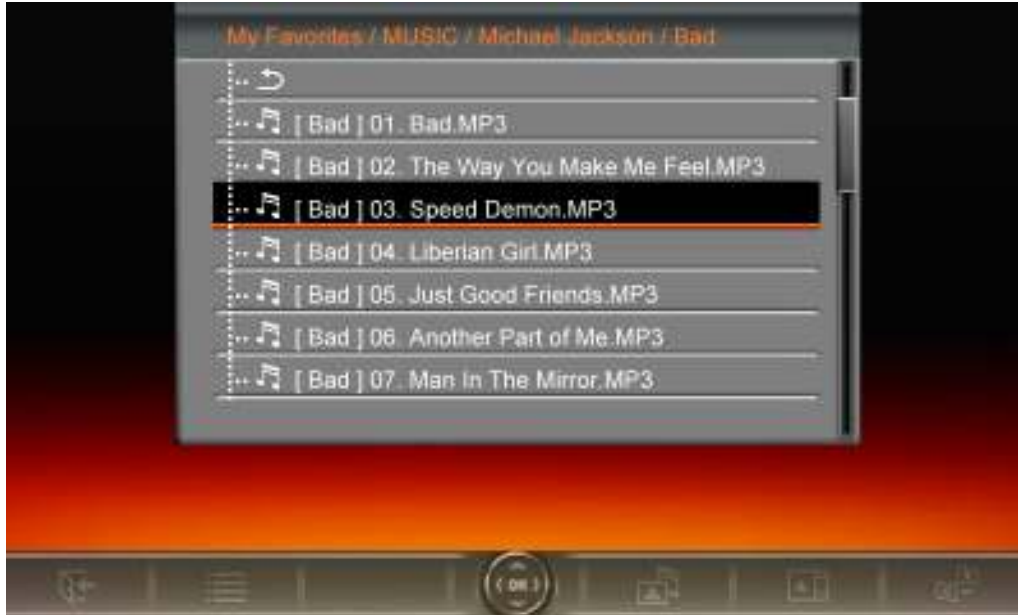 My Favorites / MUSIC / Michael Jackson / Bad
[ Bad ] 01. Bad.MP3
[ Bad ] 02. The Way You Make Me Feel.MP3
[ Bad ] 03. Speed Demon.MP3
[ Bad ] 04. Liberian Girl.MP3
[ Bad ] 05. Just Good Friends.MP3
[ Bad ] 06. Another Part of Me.MP3
[ Bad ] 07. Man In The Mirror.MP3
OK